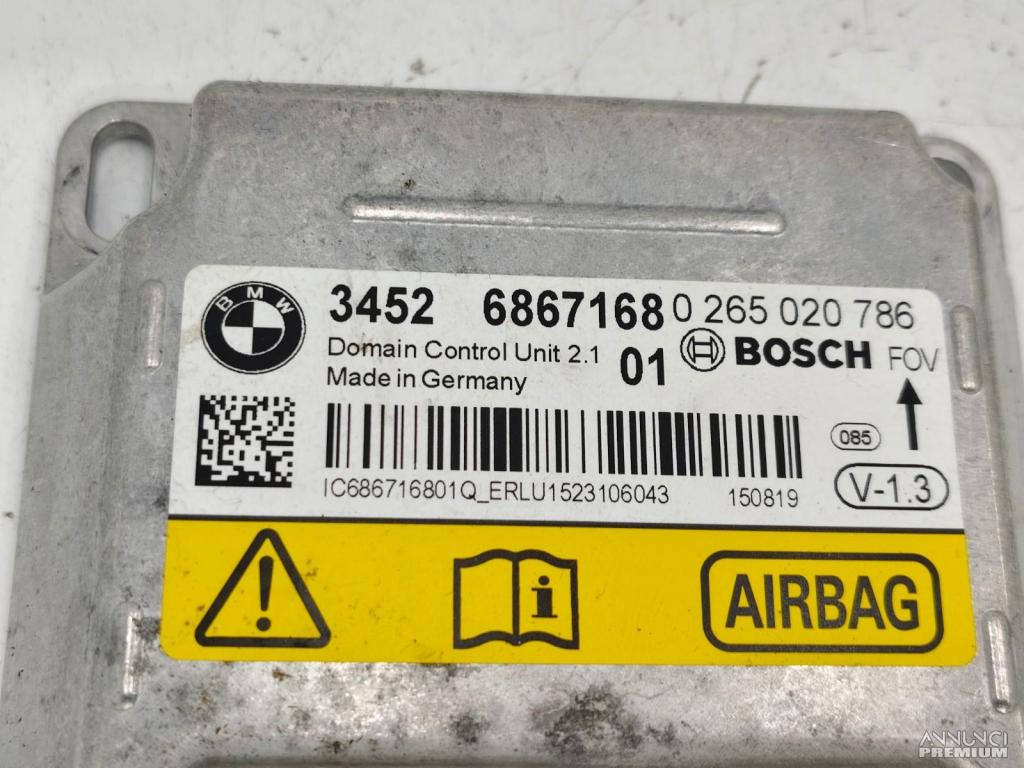 BMW
3452 6867168 0 265 020 786
Domain Control Unit 2.1 01 BOSCH FOV
Made in Germany
085
IC686716801Q_ERLU1523106043 150819 V-1.3
i AIRBAG
ANNUNCI
PREMIUM